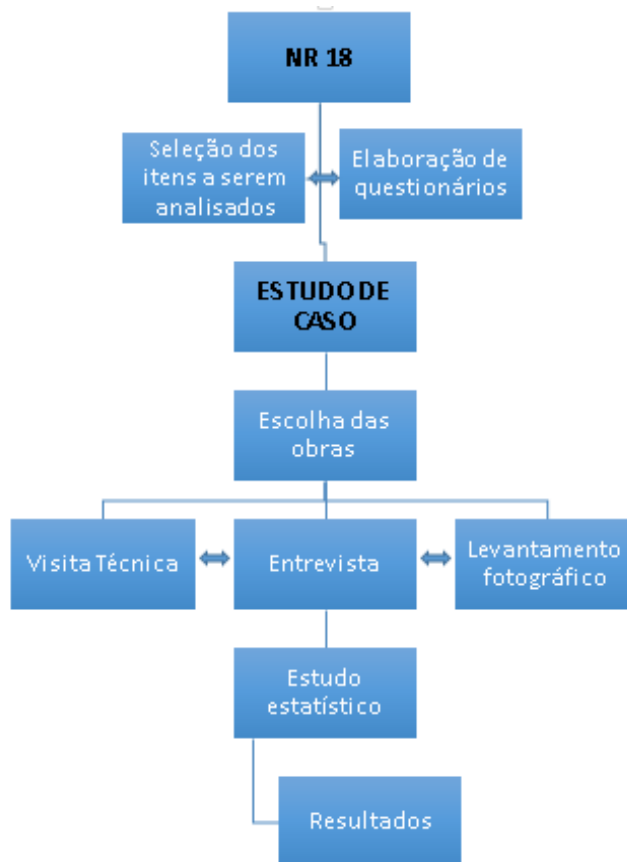 NR 18
Seleção dos
itens a serem
analisados
Elaboração de
questionários
ESTUDO DE
CASO
Escolha das
obras
Visita Técnica
Entrevista
Levantamento
fotográfico
Estudo
estatístico
Resultados